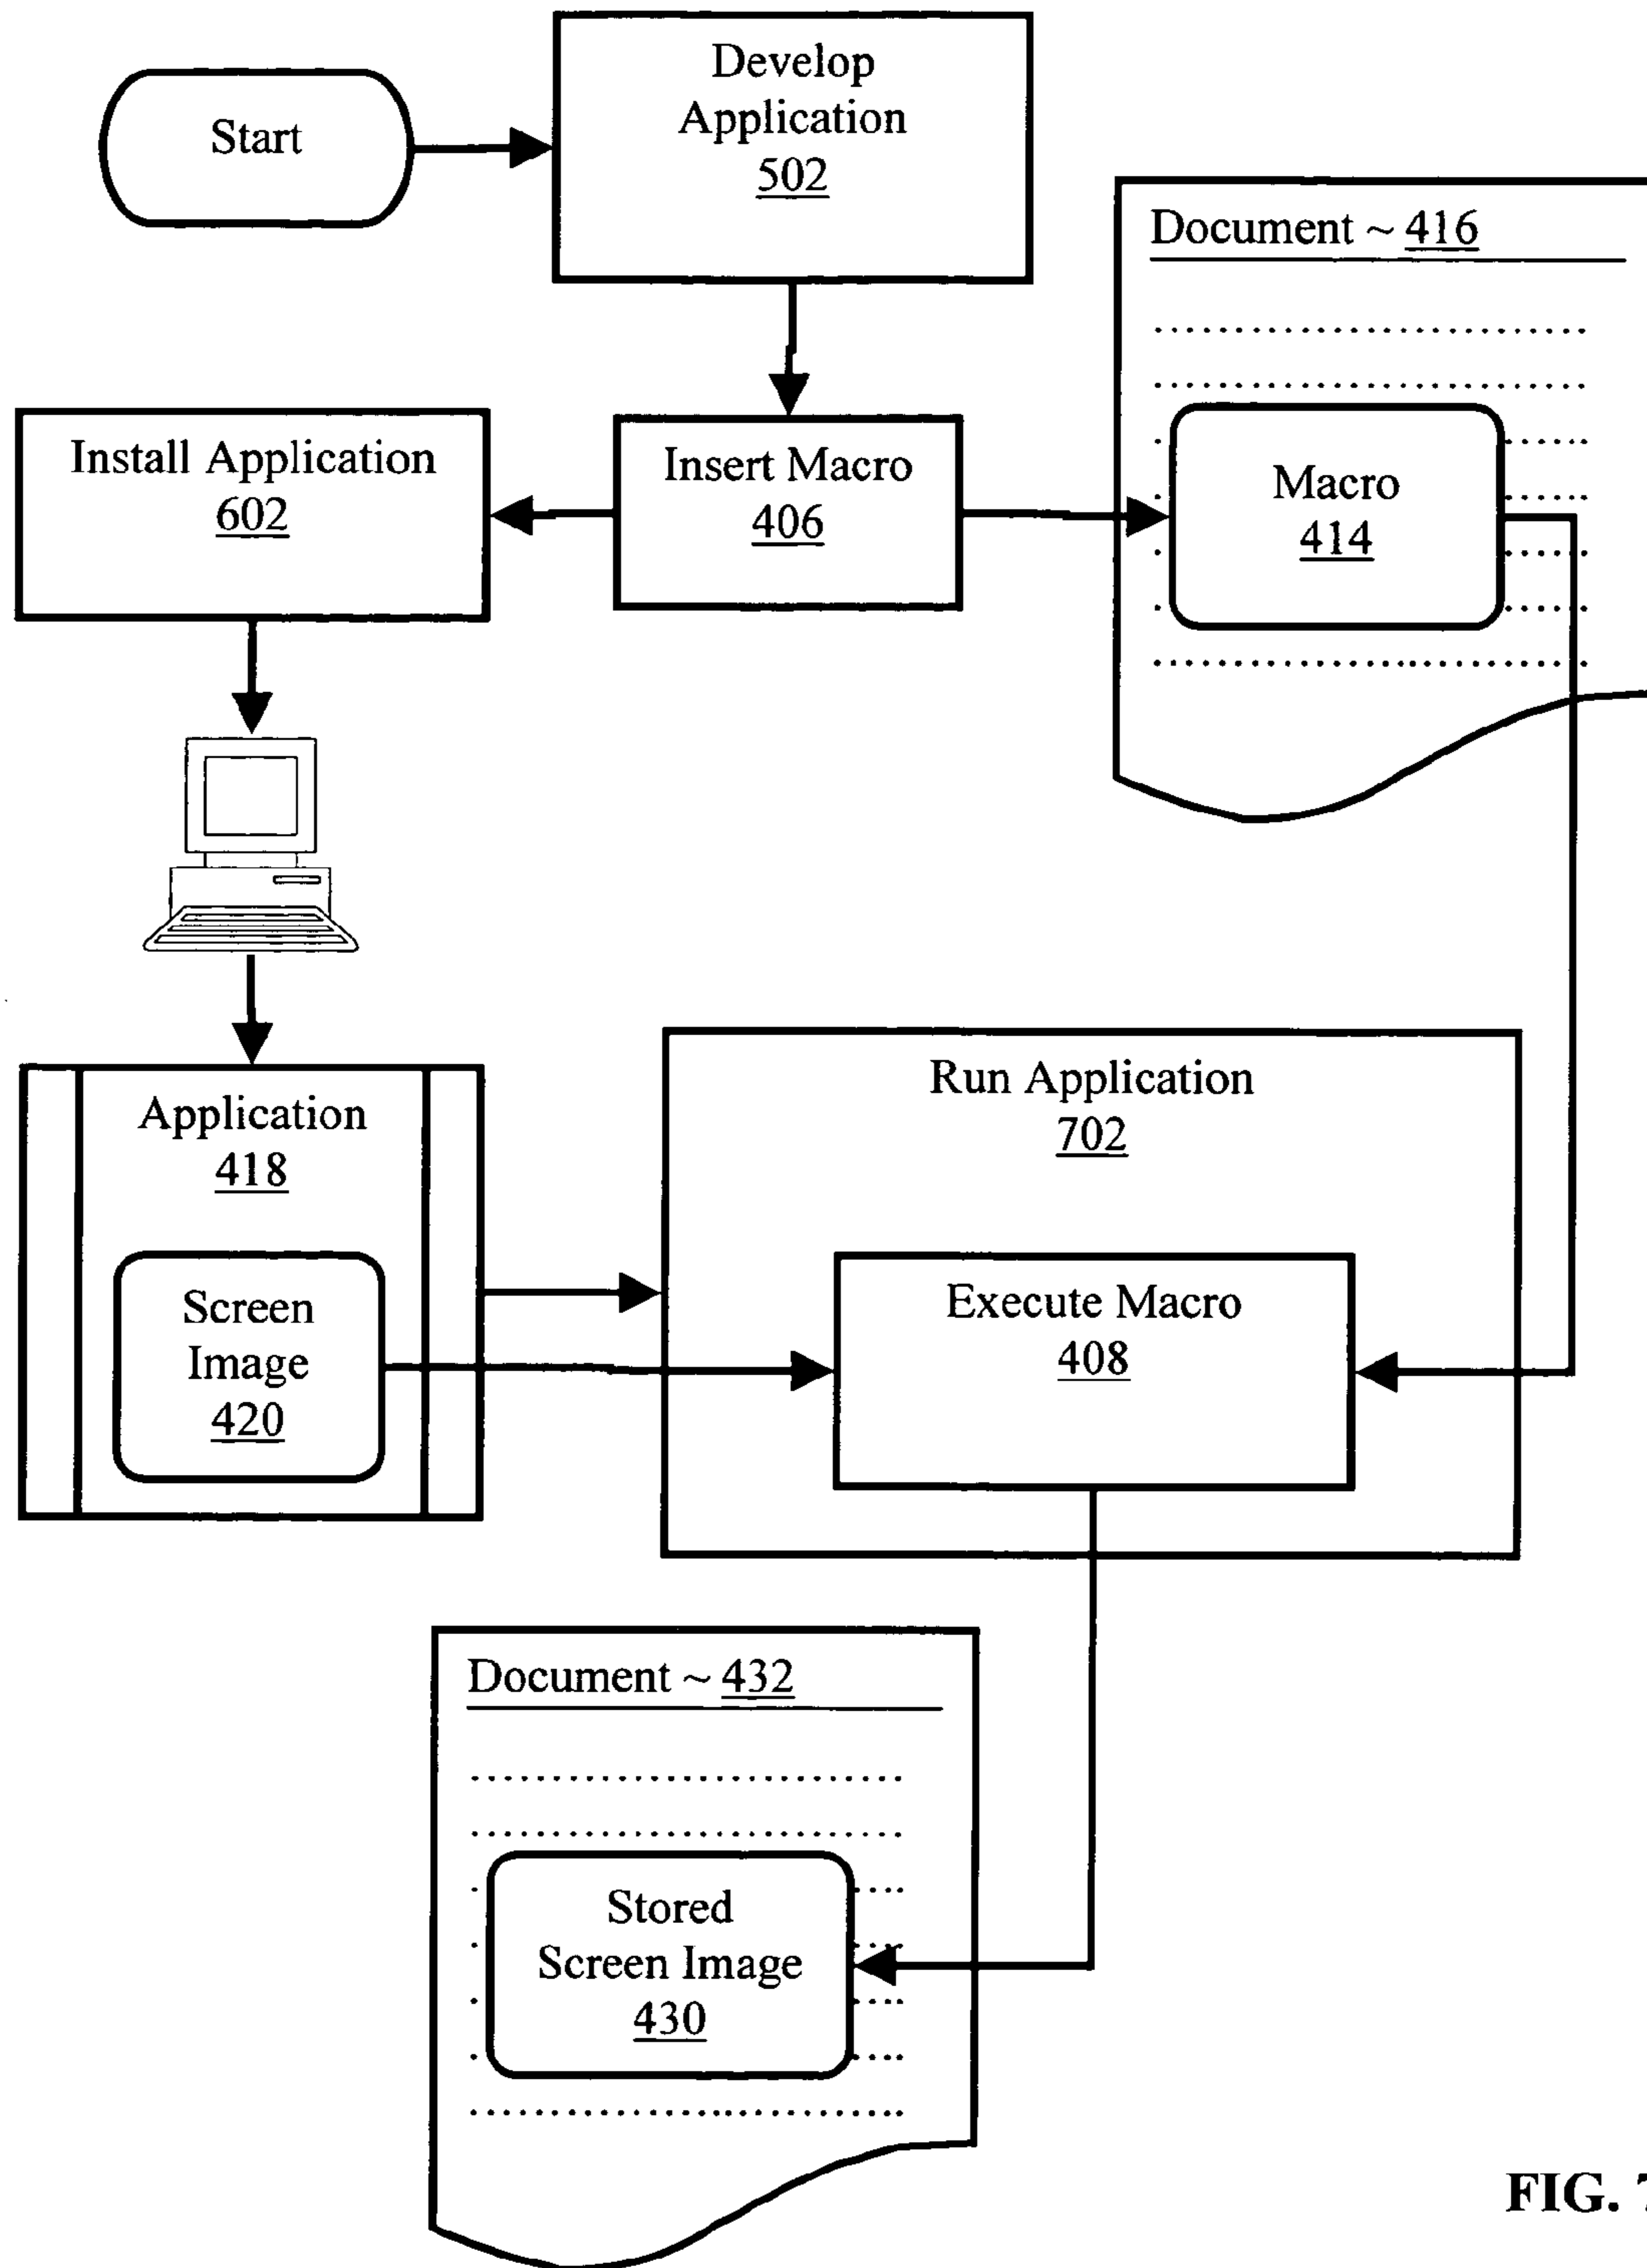 Start
Develop
Application
502
Document ~ 416
Install Application
602
Insert Macro
406
Macro
414
Application
418
Screen
Image
420
Run Application
702
Execute Macro
408
Document ~ 432
Stored
Screen Image
430
FIG. 7